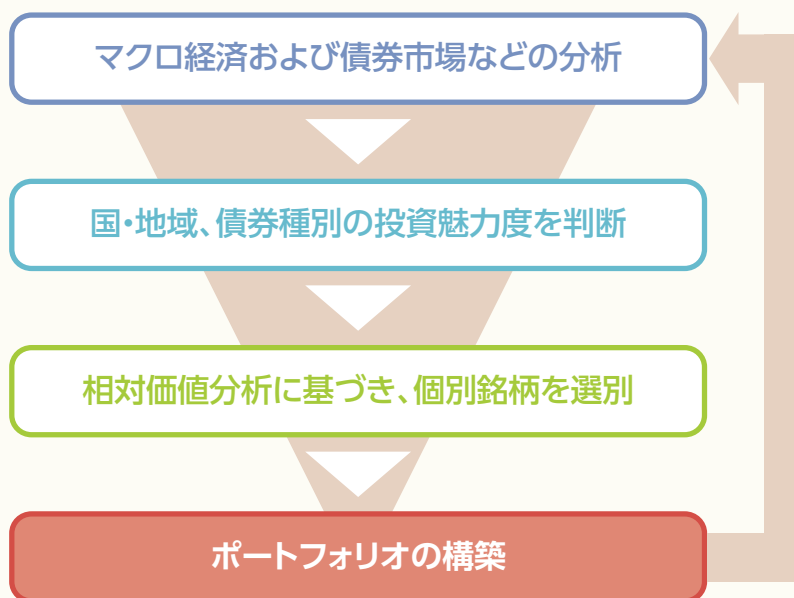 マクロ経済および債券市場などの分析
国・地域、債券種別の投資魅力度を判断
相対価値分析に基づき、個別銘柄を選別
ポートフォリオの構築